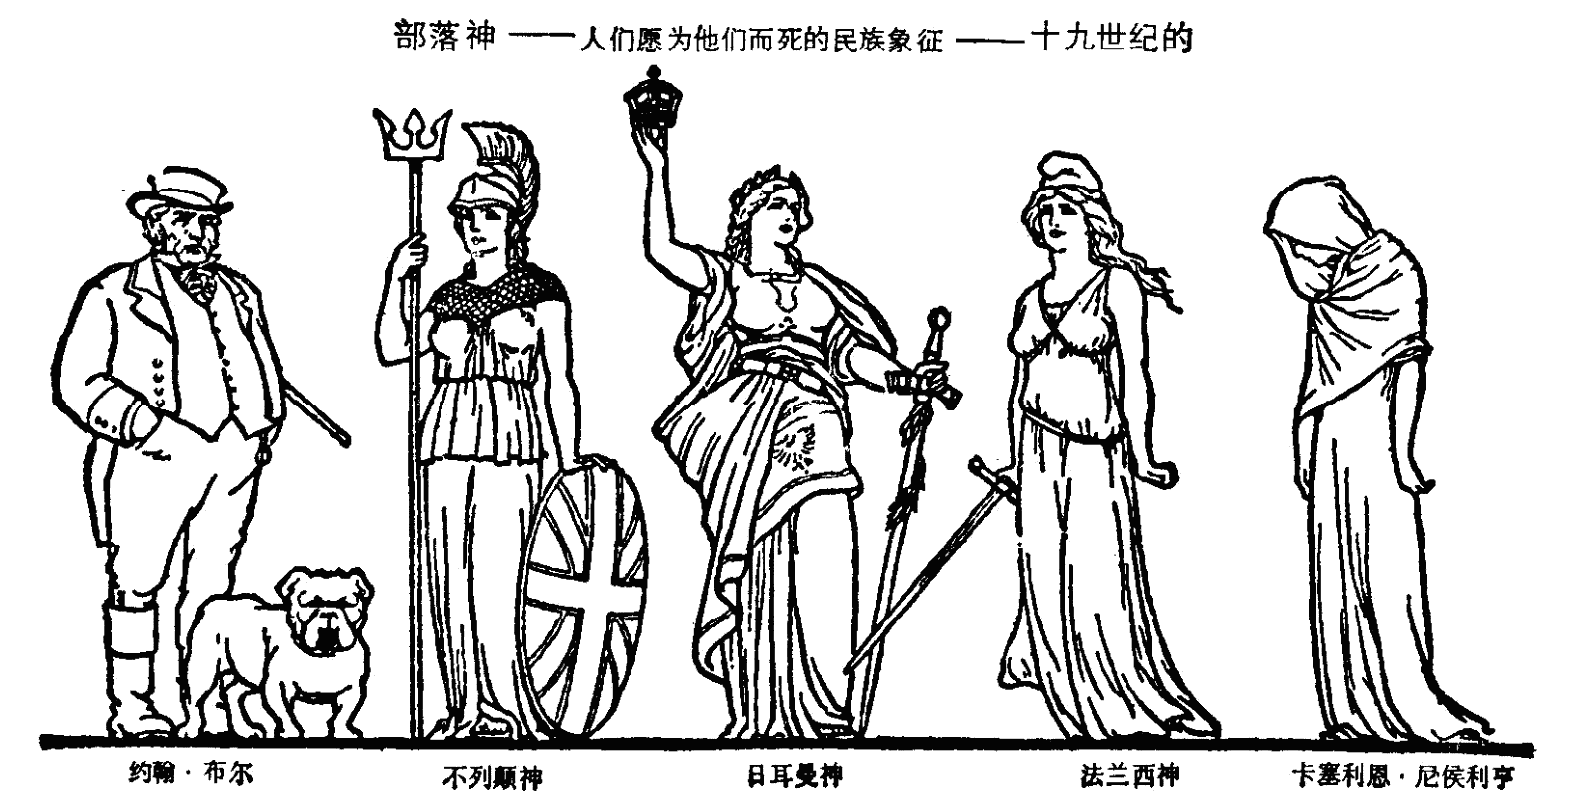 部落神——人们愿为他们而死的民族象征——十九世纪的
约翰·布尔
不列颠神
日耳曼神
法兰西神
卡塞利恩·尼侯利亨